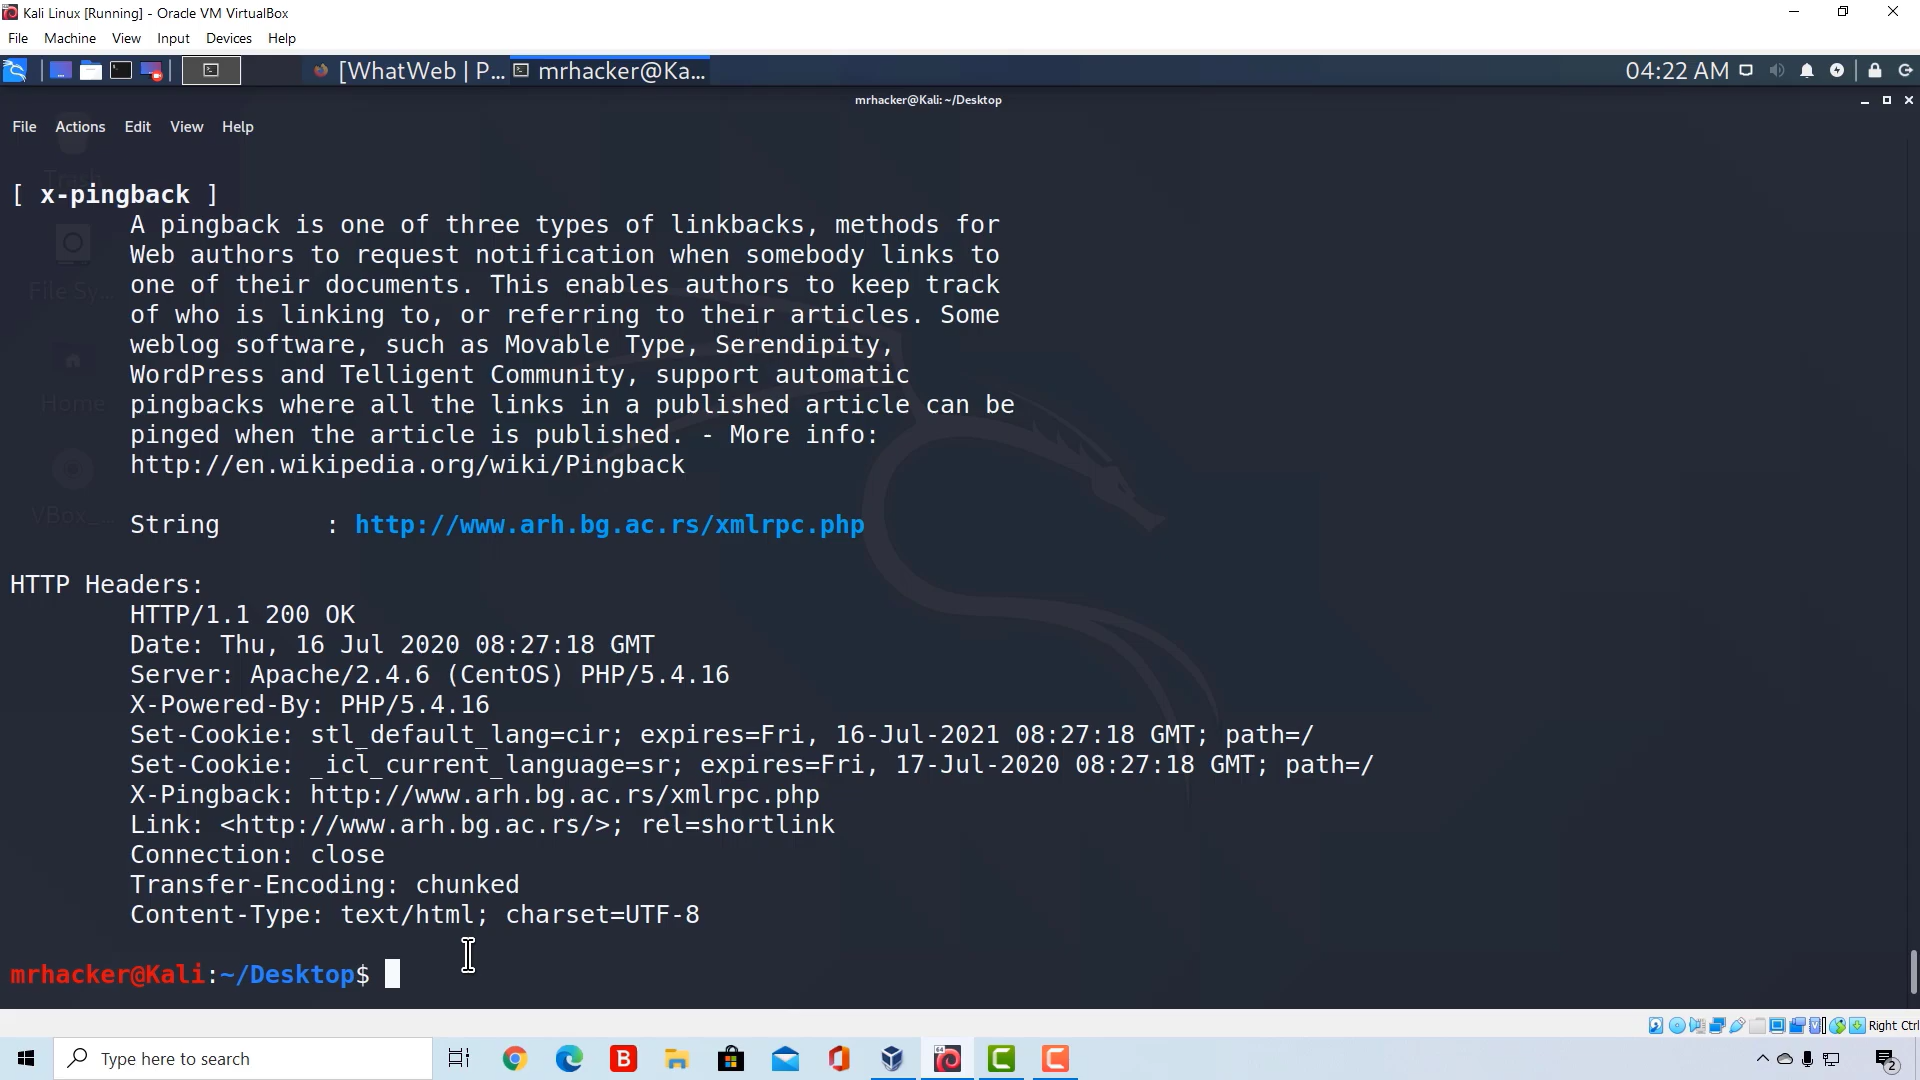 Kali Linux [Running] - Oracle VM VirtualBox
File Machine View Input Devices Help
[WhatWeb | P... mrhacker@Ka... 04:22 AM
mrhacker@Kali: ~/Desktop
File Actions Edit View Help
Trash
[ x-pingback ]
A pingback is one of three types of linkbacks, methods for
Web authors to request notification when somebody links to
one of their documents. This enables authors to keep track
File Sy...
of who is linking to, or referring to their articles. Some
weblog software, such as Movable Type, Serendipity,
WordPress and Telligent Community, support automatic
Home
pingbacks where all the links in a published article can be
pinged when the article is published. - More info:
http://en.wikipedia.org/wiki/Pingback
VBox_...
String : http://www.arh.bg.ac.rs/xmlrpc.php
HTTP Headers:
HTTP/1.1 200 OK
Date: Thu, 16 Jul 2020 08:27:18 GMT
Server: Apache/2.4.6 (CentOS) PHP/5.4.16
X-Powered-By: PHP/5.4.16
Set-Cookie: stl_default_lang=cir; expires=Fri, 16-Jul-2021 08:27:18 GMT; path=/
Set-Cookie: _icl_current_language=sr; expires=Fri, 17-Jul-2020 08:27:18 GMT; path=/
X-Pingback: http://www.arh.bg.ac.rs/xmlrpc.php
Link: <http://www.arh.bg.ac.rs/>; rel=shortlink
Connection: close
Transfer-Encoding: chunked
Content-Type: text/html; charset=UTF-8
mrhacker@Kali:~/Desktop$
Right Ctrl
Type here to search
B
C
C
2